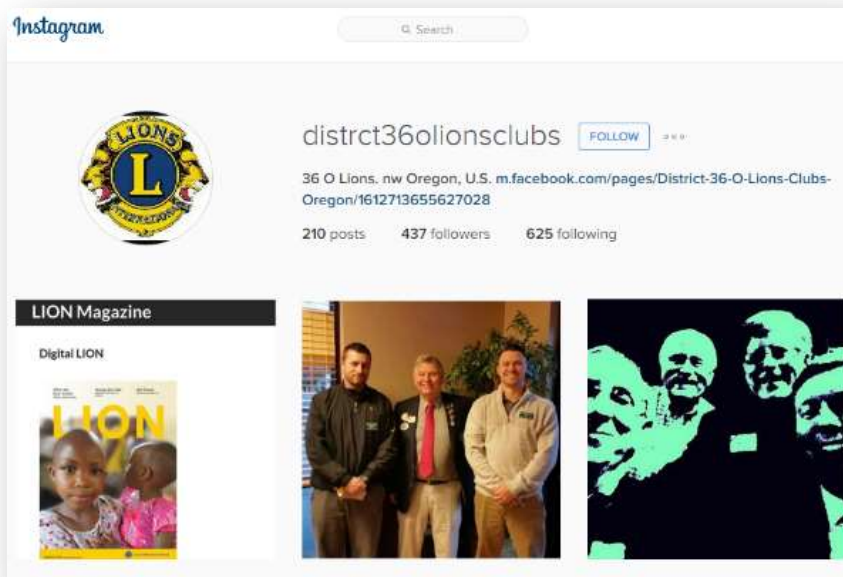 Instagram
Search
LIONS
L
INTERNATIONAL
distrct36olionsclubs FOLLOW
36 O Lions. nw Oregon, U.S. m.facebook.com/pages/District-36-O-Lions-Clubs-
Oregon/1612713655627028
210 posts 437 followers 625 following
LION Magazine
Digital LION
LION